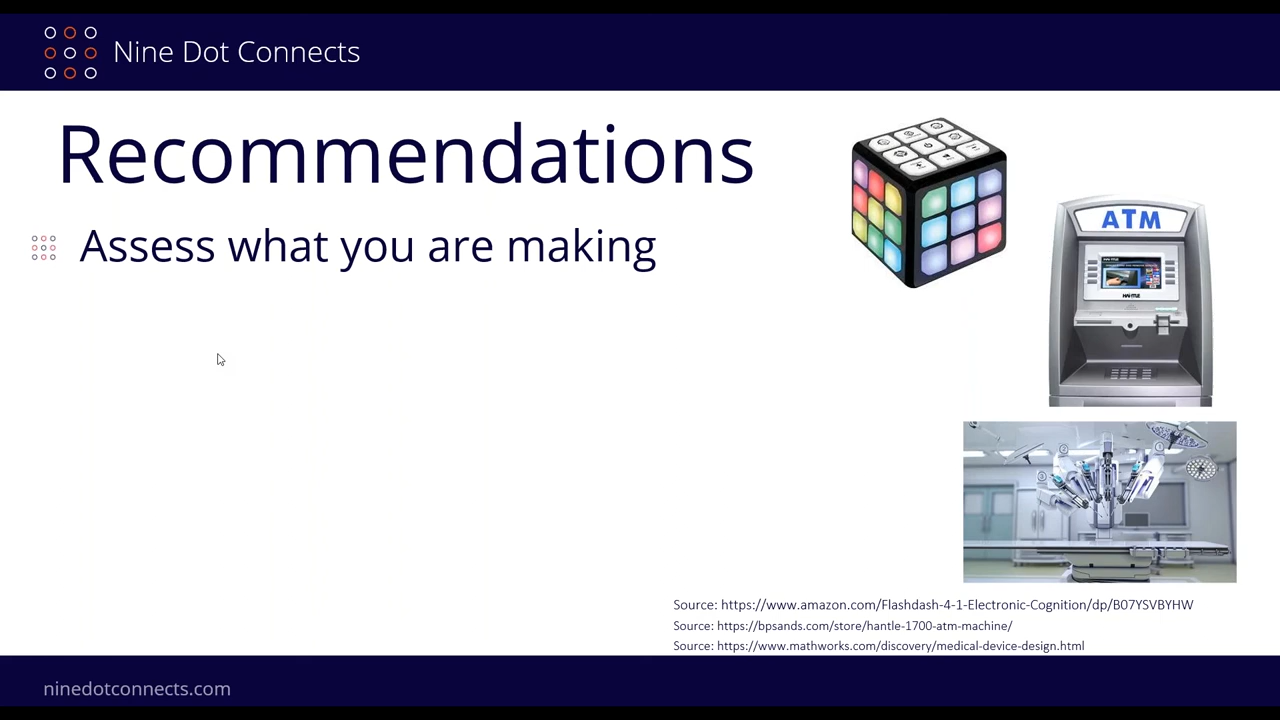 Nine Dot Connects
Recommendations
Assess what you are making
ATM
Source: https://www.amazon.com/Flashdash-4-1-Electronic-Cognition/dp/B07YSVBYHW
Source: https://bpsands.com/store/hantle-1700-atm-machine/
Source: https://www.mathworks.com/discovery/medical-device-design.html
ninedotconnects.com